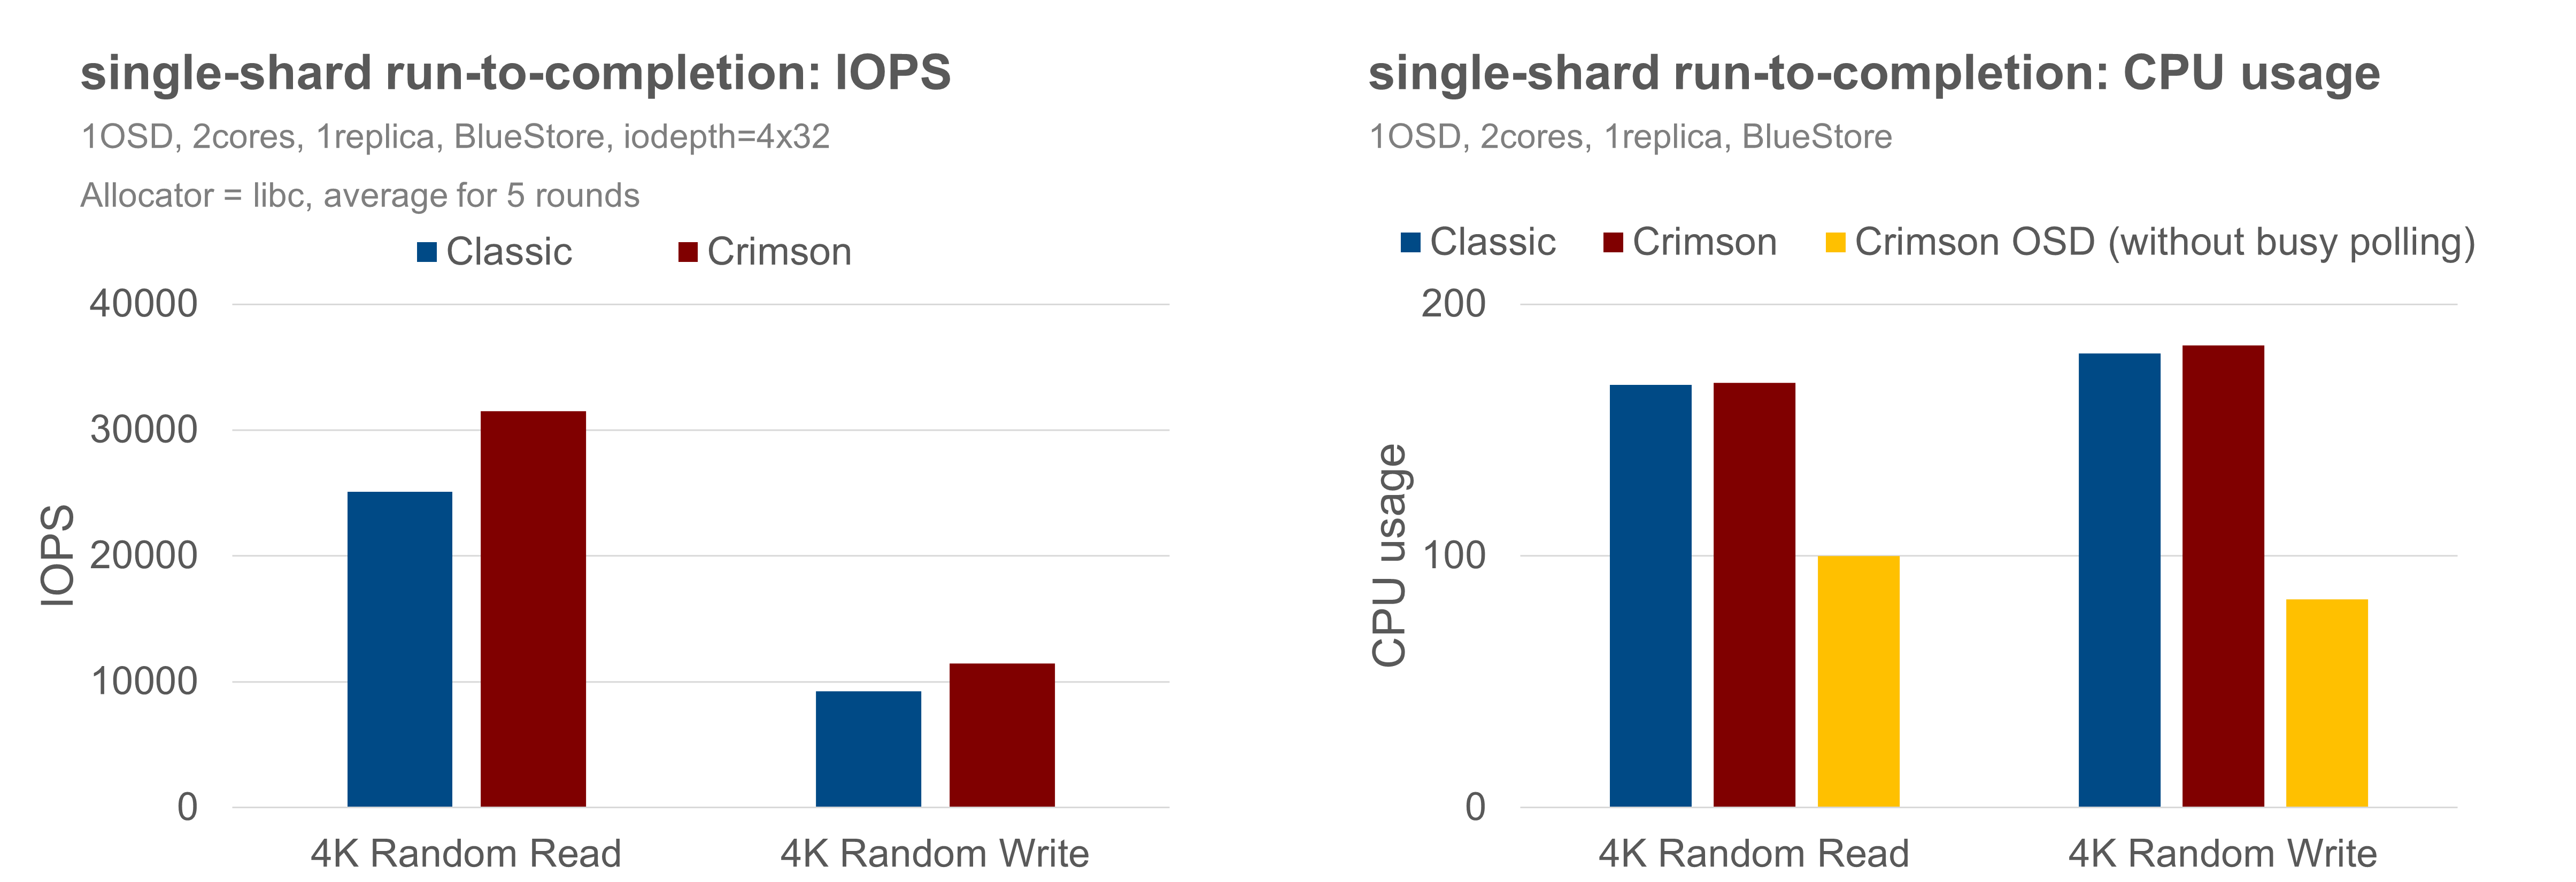 single-shard run-to-completion: IOPS
1OSD, 2cores, 1replica, BlueStore, iodepth=4x32
Allocator = libc, average for 5 rounds
Classic Crimson
40000
30000
20000
10000
0
IOPS
4K Random Read 4K Random Write
single-shard run-to-completion: CPU usage
1OSD, 2cores, 1replica, BlueStore
Classic Crimson Crimson OSD (without busy polling)
200
100
0
CPU usage
4K Random Read 4K Random Write